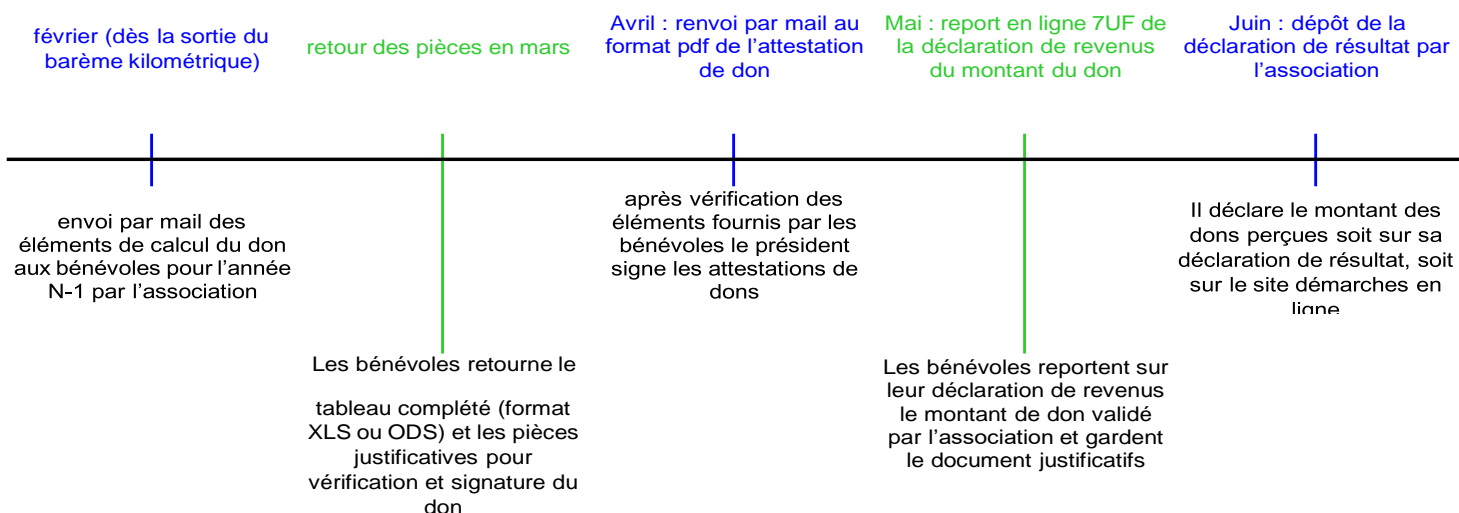 février (dès la sortie du
barème kilométrique)
retour des pièces en mars
Avril : renvoi par mail au
format pdf de l’attestation
de don
Mai : report en ligne 7UF de
la déclaration de revenus
du montant du don
Juin : dépôt de la
déclaration de résultat par
l’association
envoi par mail des
éléments de calcul du don
aux bénévoles pour l’année
N-1 par l’association
Les bénévoles retourne le
tableau complété (format
XLS ou ODS) et les pièces
justificatives pour
vérification et signature du
don
après vérification des
éléments fournis par les
bénévoles le président
signe les attestations de
dons
Les bénévoles reportent sur
leur déclaration de revenus
le montant de don validé
par l’association et gardent
le document justificatifs
Il déclare le montant des
dons perçues soit sur sa
déclaration de résultat, soit
sur le site démarches en
ligne